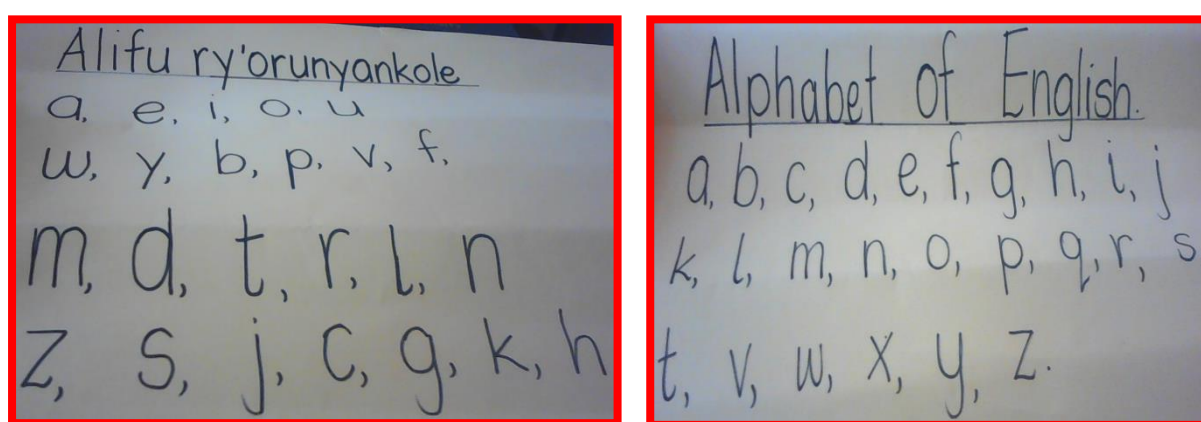 Alifu ry'orunyankole
a, e, i, o, u
w, y, b, p, v, f,
m, d, t, r, l, n
z, s, j, c, g, k, h
Alphabet of English.
a, b, c, d, e, f, g, h, i, j
k, l, m, n, o, p, q, r, s
t, v, w, x, y, z.